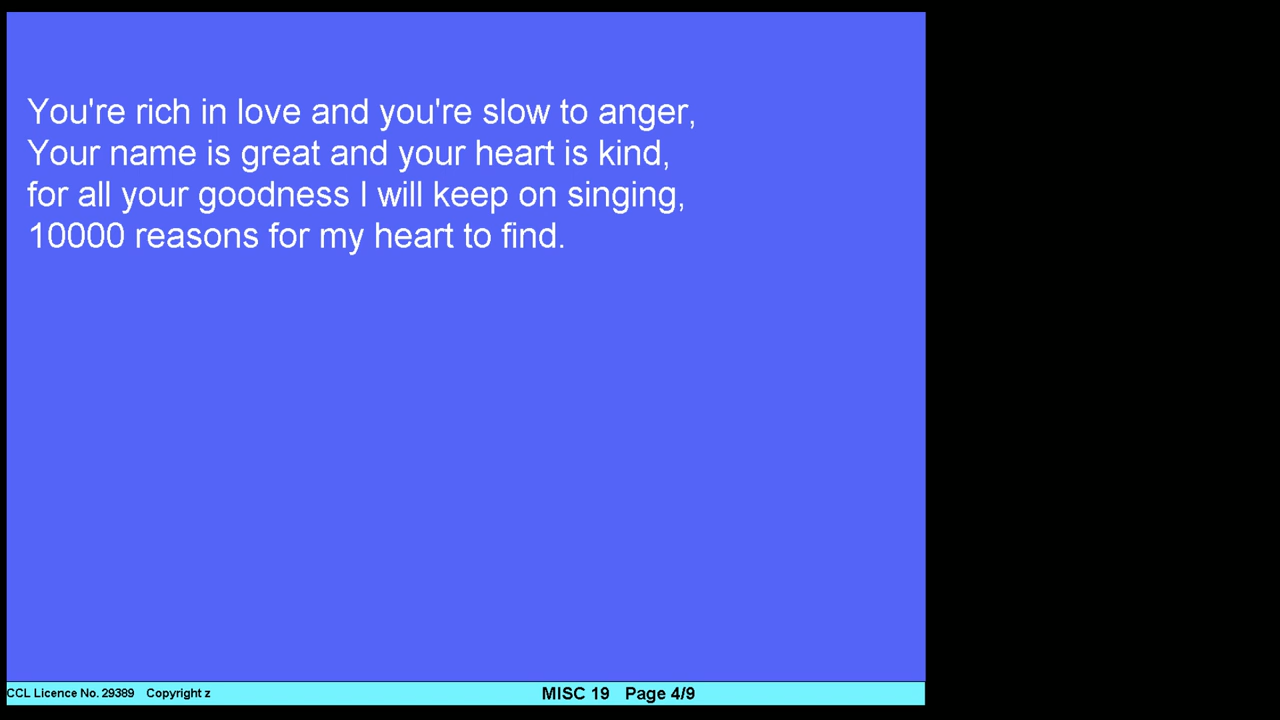 You're rich in love and you're slow to anger,
Your name is great and your heart is kind,
for all your goodness I will keep on singing,
10000 reasons for my heart to find.
CCL Licence No. 29389 Copyright z MISC 19 Page 4/9